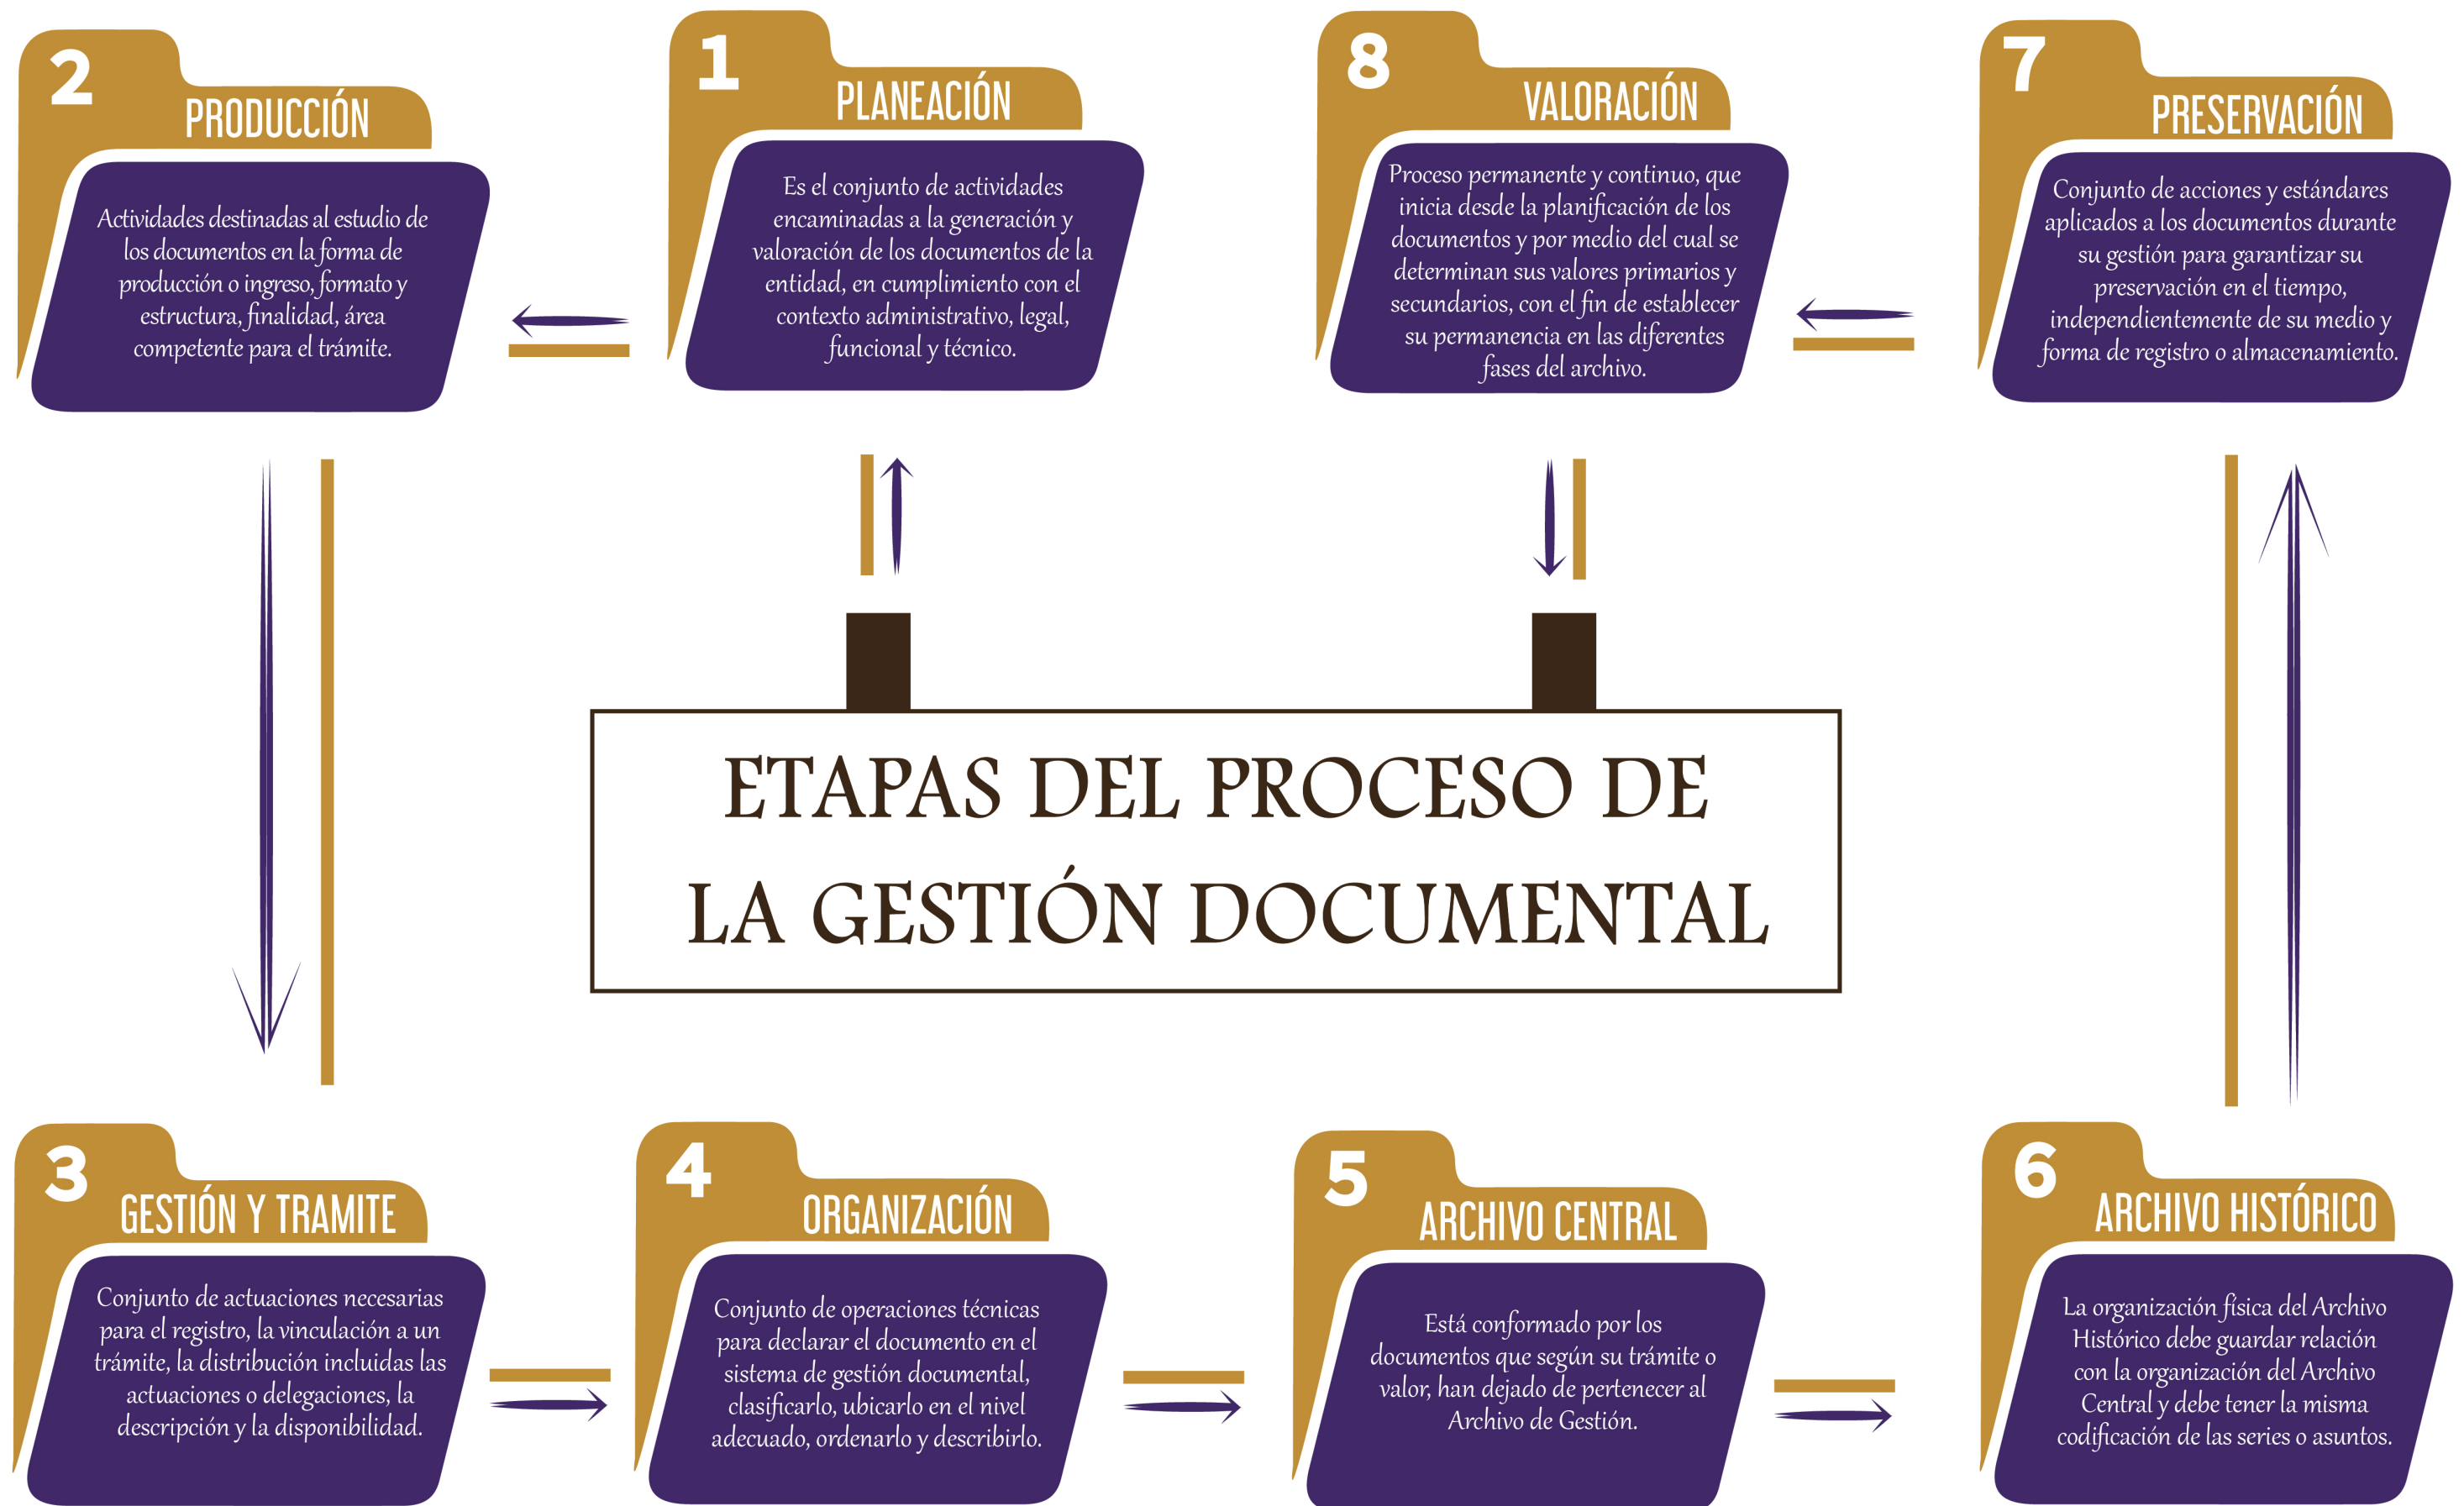 2
PRODUCCIÓN
Actividades destinadas al estudio de
los documentos en la forma de
producción o ingreso, formato y
estructura, finalidad, área
competente para el trámite.
1
PLANEACIÓN
Es el conjunto de actividades
encaminadas a la generación y
valoración de los documentos de la
entidad, en cumplimiento con el
contexto administrativo, legal,
funcional y técnico.
8
VALORACIÓN
Proceso permanente y continuo, que
inicia desde la planificación de los
documentos y por medio del cual se
determinan sus valores primarios y
secundarios, con el fin de establecer
su permanencia en las diferentes
fases del archivo.
7
PRESERVACIÓN
Conjunto de acciones y estándares
aplicados a los documentos durante
su gestión para garantizar su
preservación en el tiempo,
independientemente de su medio y
forma de registro o almacenamiento.
ETAPAS DEL PROCESO DE
LA GESTIÓN DOCUMENTAL
3
GESTIÓN Y TRAMITE
Conjunto de actuaciones necesarias
para el registro, la vinculación a un
trámite, la distribución incluidas las
actuaciones o delegaciones, la
descripción y la disponibilidad.
4
ORGANIZACIÓN
Conjunto de operaciones técnicas
para declarar el documento en el
sistema de gestión documental,
clasificarlo, ubicarlo en el nivel
adecuado, ordenarlo y describirlo.
5
ARCHIVO CENTRAL
Está conformado por los
documentos que según su trámite o
valor, han dejado de pertenecer al
Archivo de Gestión.
6
ARCHIVO HISTÓRICO
La organización física del Archivo
Histórico debe guardar relación
con la organización del Archivo
Central y debe tener la misma
codificación de las series o asuntos.